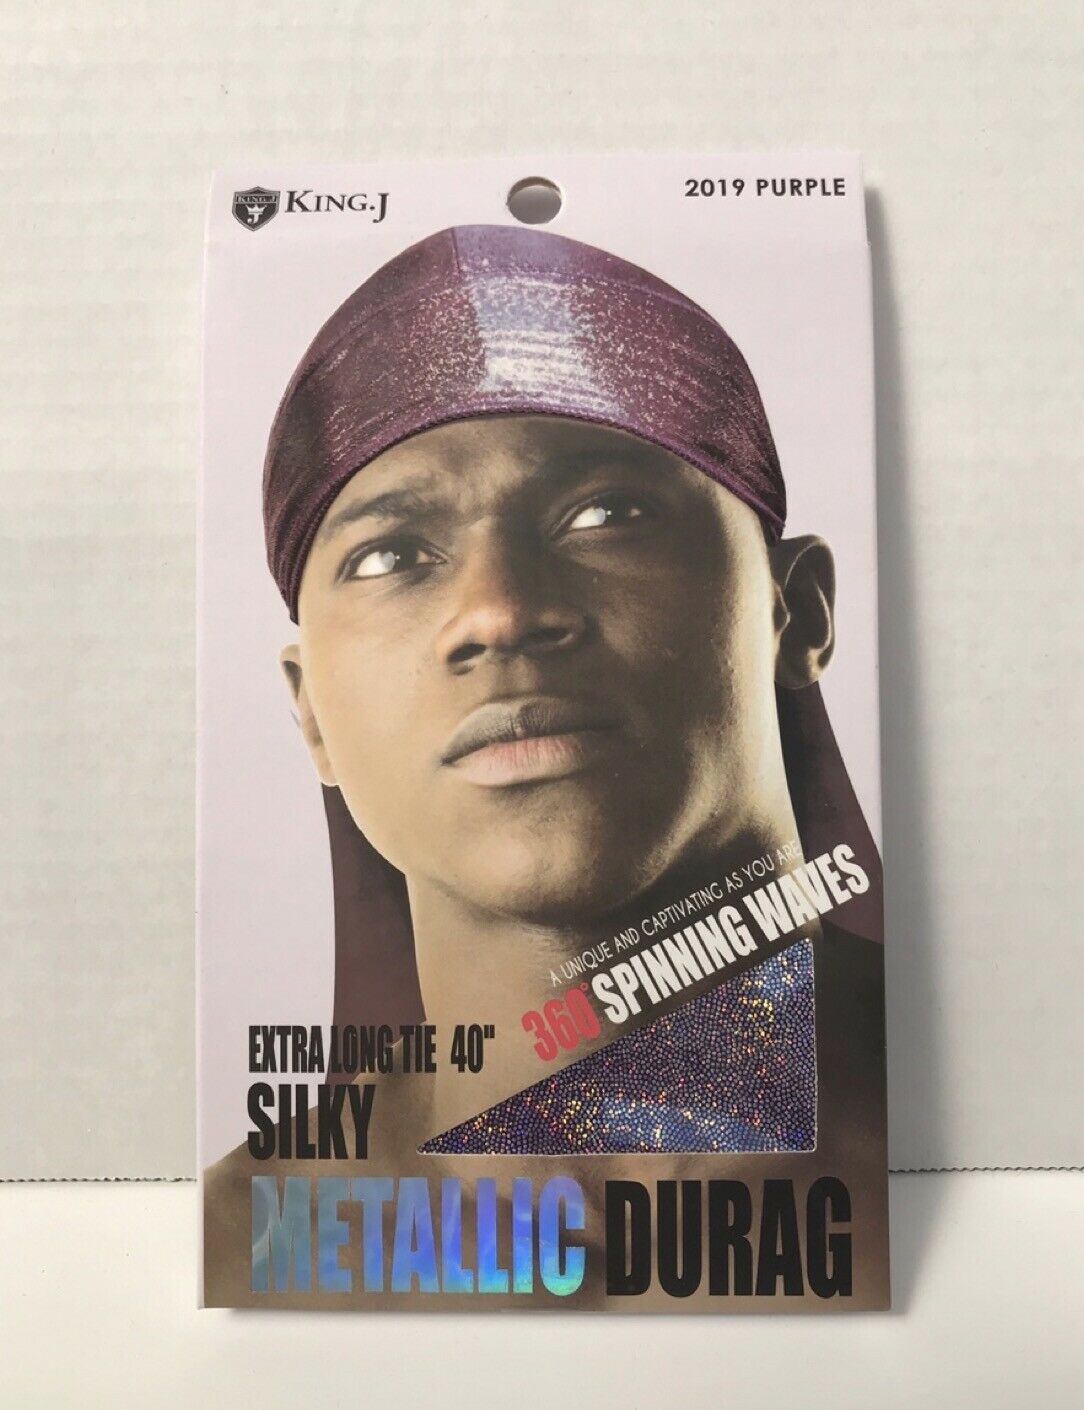 KING.J
J
KING.J
2019 PURPLE
A UNIQUE AND CAPTIVATING AS YOU ARE
360° SPINNING WAVES
EXTRA LONG TIE 40"
SILKY
METALLIC DURAG